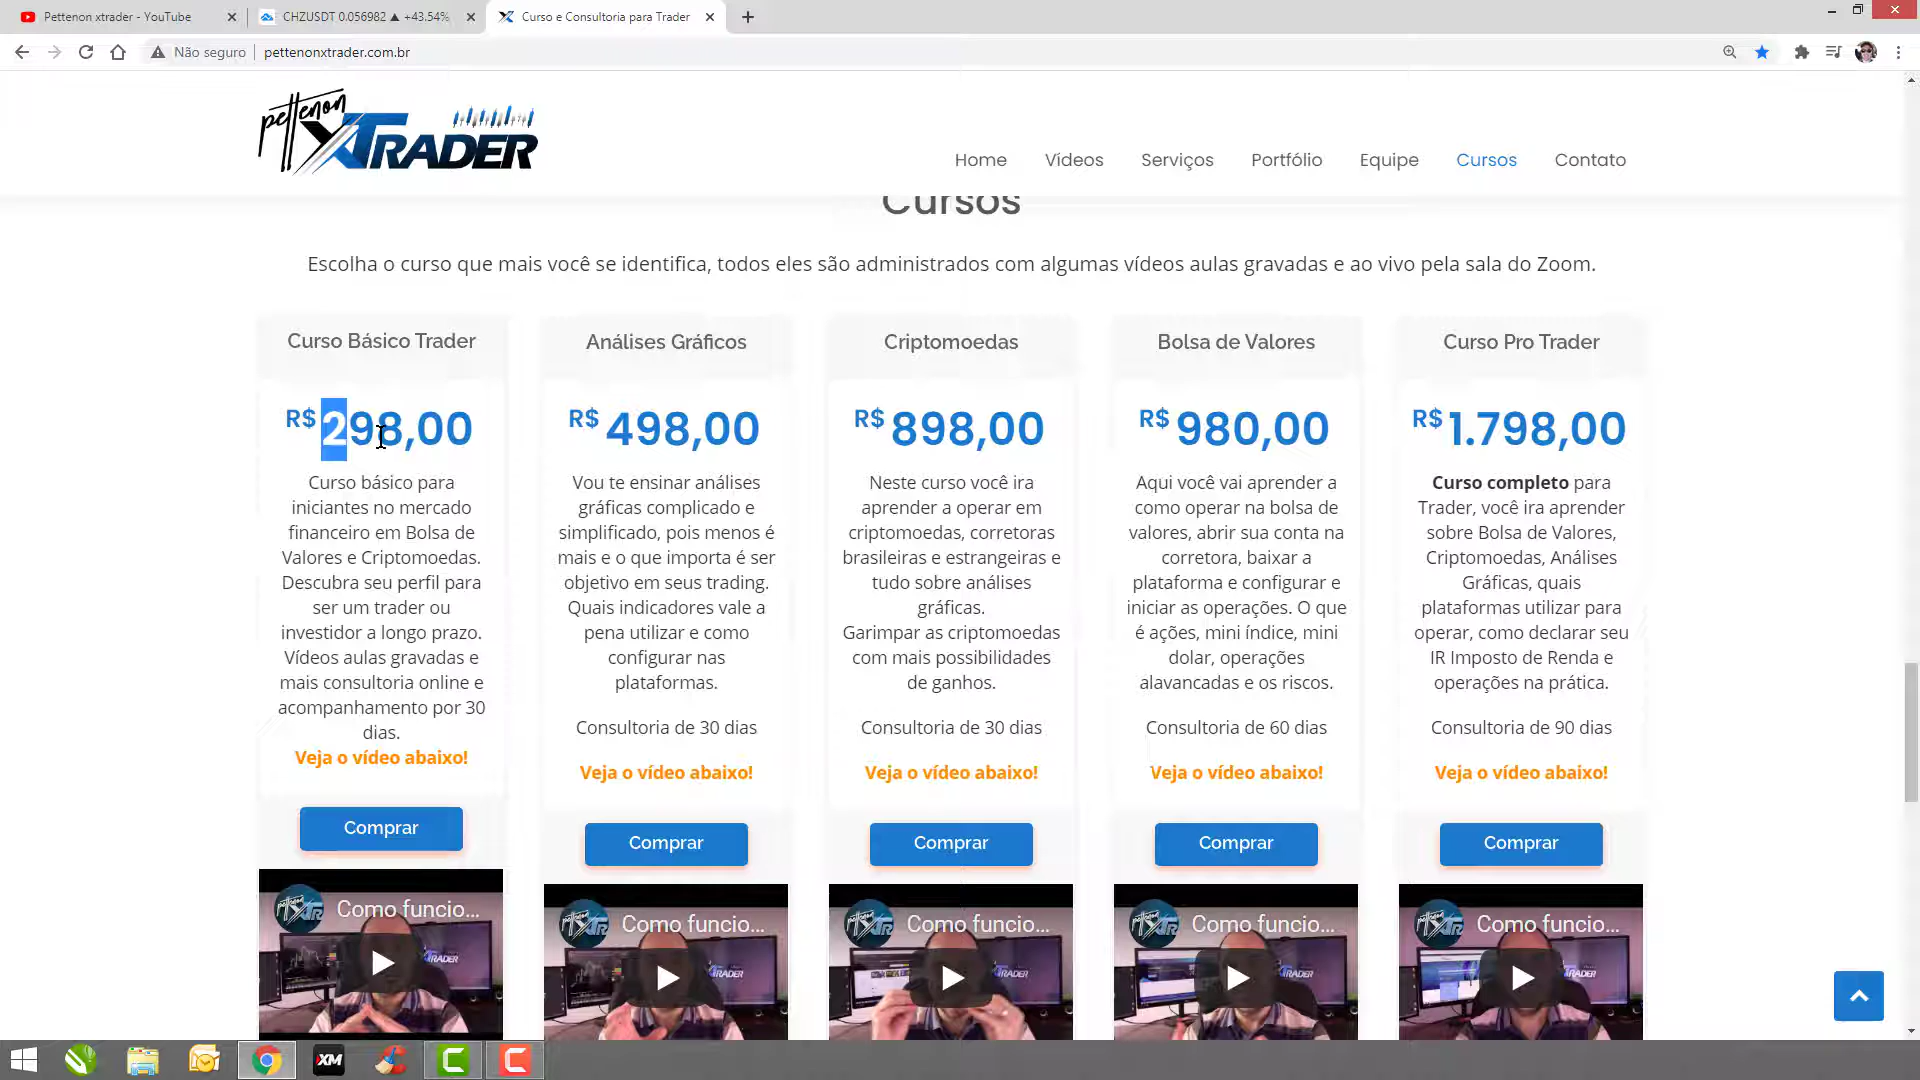 Pettenon xtrader - YouTube
CHZUSDT 0.056982 ▲ +43.54%
Curso e Consultoria para Trader
Não seguro
pettenonxtrader.com.br
pettenon
XTRADER
Home
Vídeos
Serviços
Portfólio
Equipe
Cursos
Contato
Cursos
Escolha o curso que mais você se identifica, todos eles são administrados com algumas vídeos aulas gravadas e ao vivo pela sala do Zoom.
Curso Básico Trader
R$ 298,00
Curso básico para
iniciantes no mercado
financeiro em Bolsa de
Valores e Criptomoedas.
Descubra seu perfil para
ser um trader ou
investidor a longo prazo.
Vídeos aulas gravadas e
mais consultoria online e
acompanhamento por 30
dias.
Veja o vídeo abaixo!
Comprar
Como funcio...
Análises Gráficos
R$ 498,00
Vou te ensinar análises
gráficas complicado e
simplificado, pois menos é
mais e o que importa é ser
objetivo em seus trading.
Quais indicadores vale a
pena utilizar e como
configurar nas
plataformas.
Consultoria de 30 dias
Veja o vídeo abaixo!
Comprar
Como funcio...
Criptomoedas
R$ 898,00
Neste curso você ira
aprender a operar em
criptomoedas, corretoras
brasileiras e estrangeiras e
tudo sobre análises
gráficas.
Garimpar as criptomoedas
com mais possibilidades
de ganhos.
Consultoria de 30 dias
Veja o vídeo abaixo!
Comprar
Como funcio...
Bolsa de Valores
R$ 980,00
Aqui você vai aprender a
como operar na bolsa de
valores, abrir sua conta na
corretora, baixar a
plataforma e configurar e
iniciar as operações. O que
é ações, mini índice, mini
dolar, operações
alavancadas e os riscos.
Consultoria de 60 dias
Veja o vídeo abaixo!
Comprar
Como funcio...
Curso Pro Trader
R$ 1.798,00
Curso completo para
Trader, você ira aprender
sobre Bolsa de Valores,
Criptomoedas, Análises
Gráficas, quais
plataformas utilizar para
operar, como declarar seu
IR Imposto de Renda e
operações na prática.
Consultoria de 90 dias
Veja o vídeo abaixo!
Comprar
Como funcio...
XM